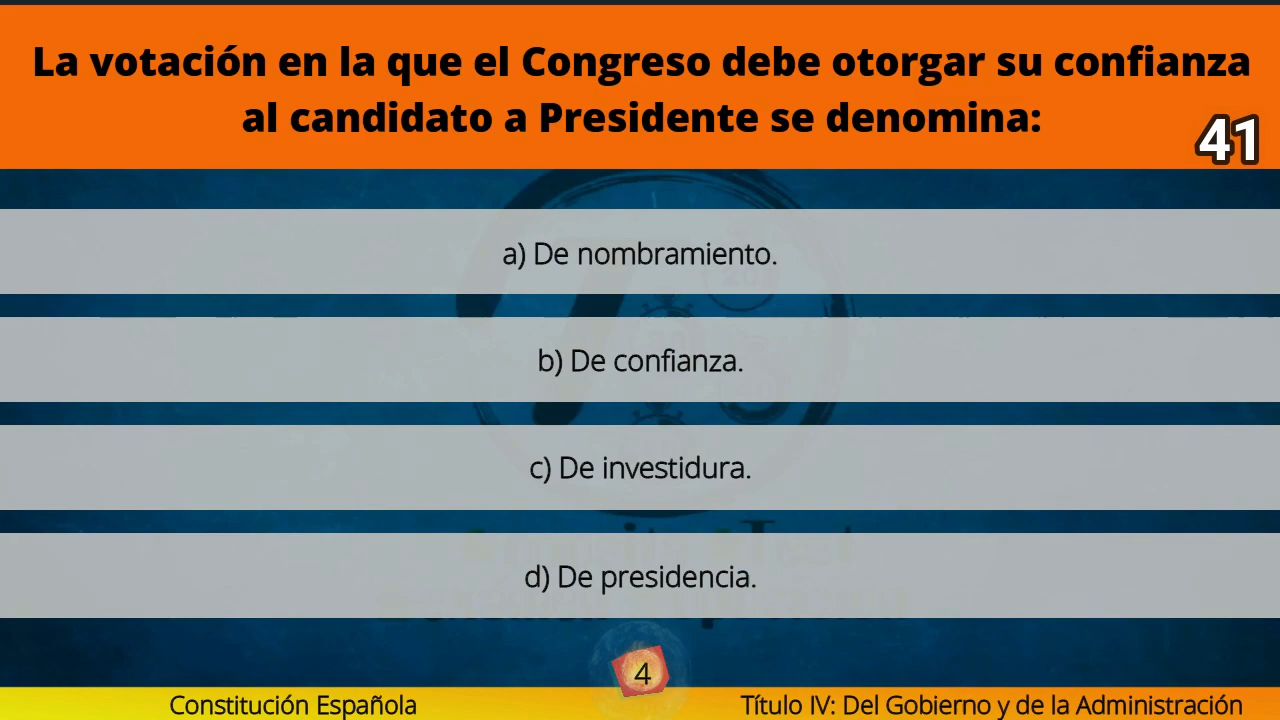 La votación en la que el Congreso debe otorgar su confianza
al candidato a Presidente se denomina:
41
a) De nombramiento.
b) De confianza.
c) De investidura.
d) De presidencia.
4
Constitución Española
Título IV: Del Gobierno y de la Administración